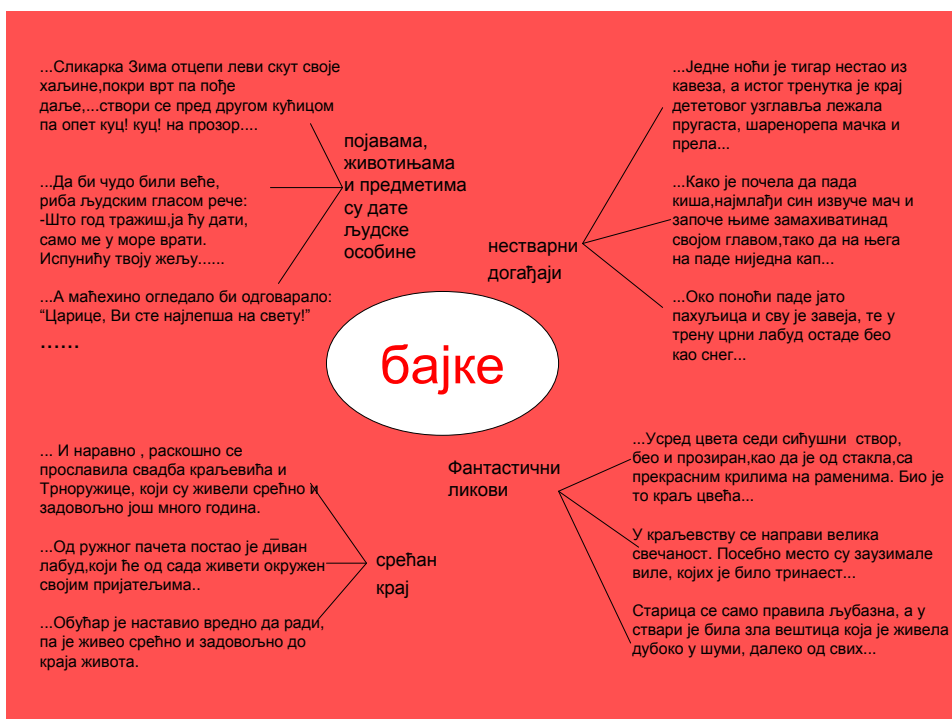 ...Сликарка Зима отцепи леви скут своје
хаљине,покри врт па пође
даље,...створи се пред другом кућицом
па опет куц! куц! на прозор....
...Да би чудо били веће,
риба људским гласом рече:
-Што год тражиш,ја ћу дати,
само ме у море врати.
Испунићу твоју жељу......
...А маћехино огледало би одговарало:
“Царице, Ви сте најлепша на свету!”
......
појавама,
животињама
и предметима
су дате
људске
особине
нестварни
догађаји
...Једне ноћи је тигар нестао из
кавеза, а истог тренутка је крај
дететовог узглавља лежала
пругаста, шаренорепа мачка и
прела...
...Како је почела да пада
киша,најмлађи син извуче мач и
започе њиме замахиватинад
својом главом,тако да на њега
на паде ниједна кап...
...Око поноћи паде јато
пахуљица и сву је завеја, те у
трену црни лабуд остаде бео
као снег...
бајке
... И наравно , раскошно се
прославила свадба краљевића и
Трноружице, који су живели срећно и
задовољно још много година.
...Од ружног пачета постао је диван
лабуд,који ће од сада живети окружен
својим пријатељима..
...Обућар је наставио вредно да ради,
па је живео срећно и задовољно до
краја живота.
срећан
крај
Фантастични
ликови
...Усред цвета седи сићушни створ,
бео и прозиран,као да је од стакла,са
прекрасним крилима на раменима. Био је
то краљ цвећа...
У краљевству се направи велика
свечаност. Посебно место су заузимале
виле, којих је било тринаест...
Старица се само правила љубазна, а у
ствари је била зла вештица која је живела
дубоко у шуми, далеко од свих...